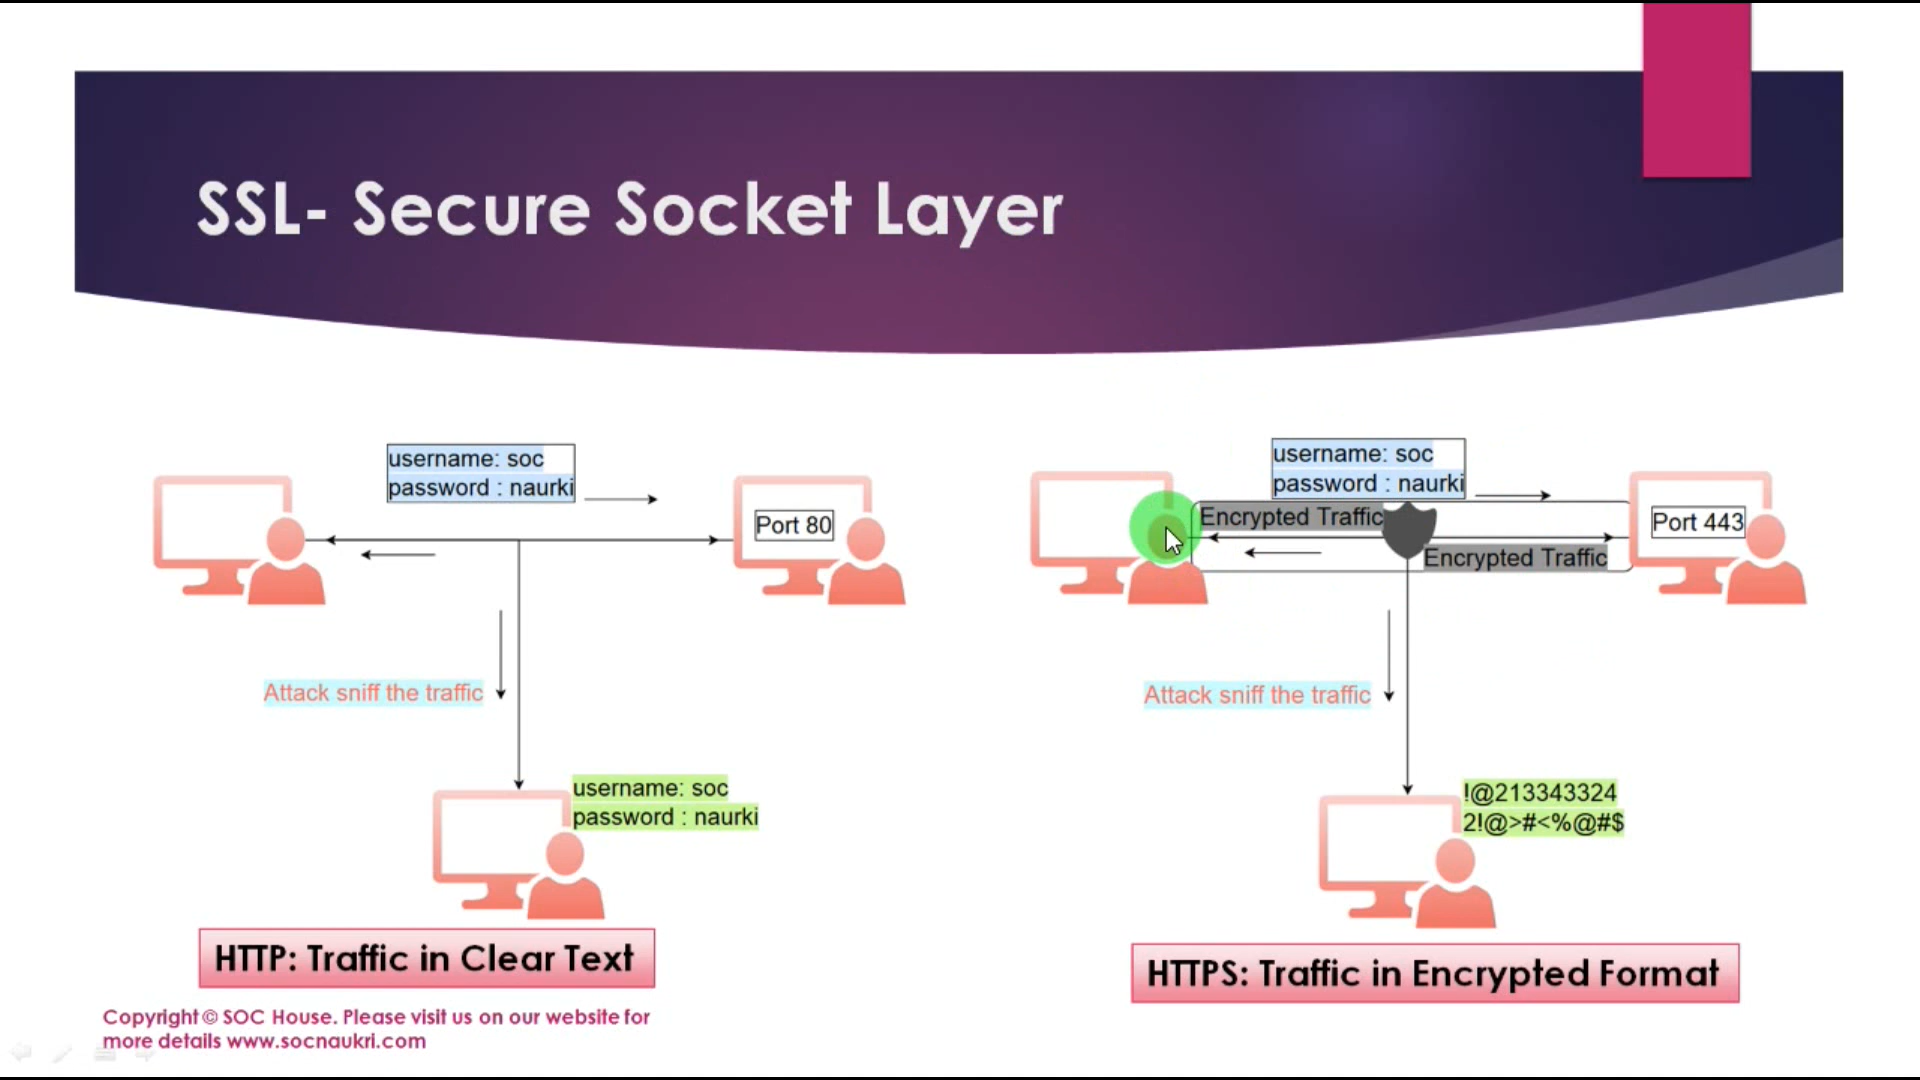 SSL- Secure Socket Layer
username: soc
password : naurki
Port 80
Attack sniff the traffic
username: soc
password : naurki
HTTP: Traffic in Clear Text
username: soc
password : naurki
Encrypted Traffic
Port 443
Encrypted Traffic
Attack sniff the traffic
!@213343324
2!@>#<%@#$
HTTPS: Traffic in Encrypted Format
Copyright © SOC House. Please visit us on our website for
more details www.socnaukri.com